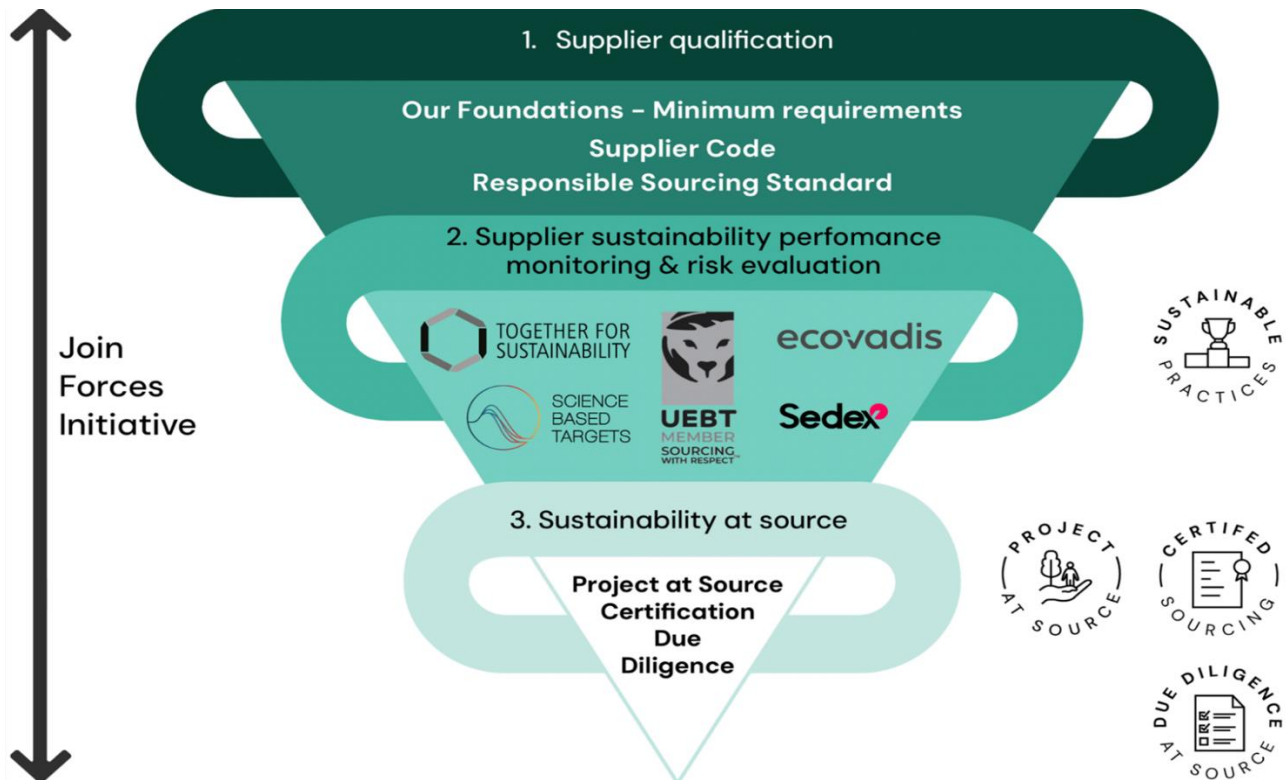 1. Supplier qualification
Our Foundations – Minimum requirements
Supplier Code
Responsible Sourcing Standard
2. Supplier sustainability perfomance
monitoring & risk evaluation
TOGETHER FOR
SUSTAINABILITY
SCIENCE
BASED
TARGETS
UEBT
MEMBER
SOURCING
WITH RESPECT™
ecovadis
Sedex
3. Sustainability at source
Project at Source
Certification
Due
Diligence
Join
Forces
Initiative
SUSTAINABLE
PRACTICES
PROJECT
AT SOURCE
CERTIFED
SOURCING
DUE DILIGENCE
AT SOURCE